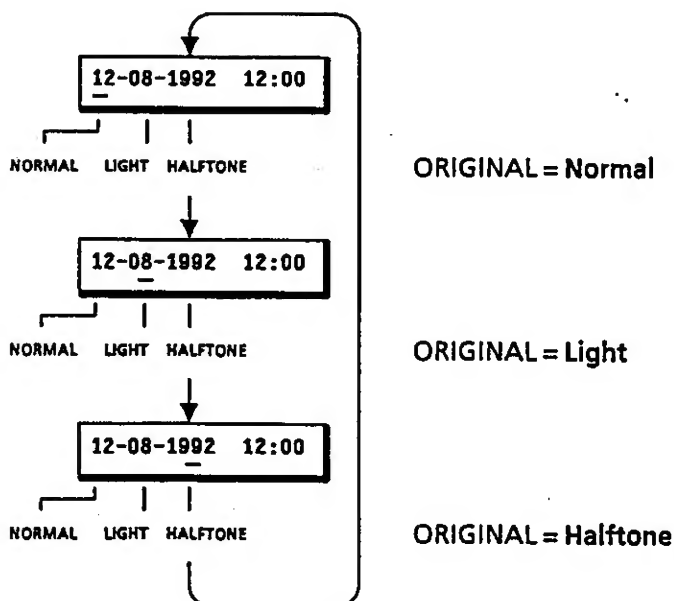 12-08-1992 12:00
NORMAL LIGHT HALFTONE
ORIGINAL = Normal
12-08-1992 12:00
NORMAL LIGHT HALFTONE
ORIGINAL = Light
12-08-1992 12:00
NORMAL LIGHT HALFTONE
ORIGINAL = Halftone